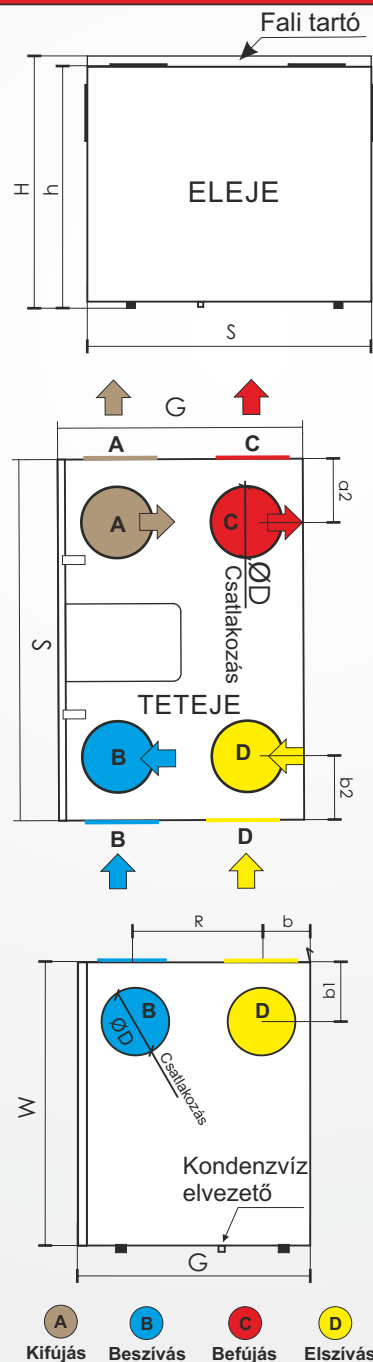 Fali tartó
H
h
ELEJE
S
G
A
C
a2
A
C
ØD
Csatlakozás
S
TETEJE
B
D
b2
B
D
R
b
b1
B
D
ØD
Csatlakozás
W
Kondenzvíz
elvezető
G
A
B
C
D
Kifújás
Beszívás
Befújás
Elszívás